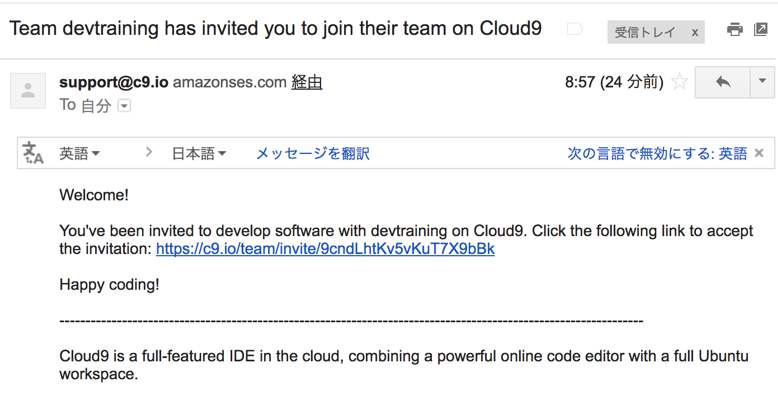 Team devtraining has invited you to join their team on Cloud9
受信トレイ x
support@c9.io amazonses.com 経由
8:57 (24 分前)
To 自分
英語 > 日本語 メッセージを翻訳 次の言語で無効にする: 英語 ×
Welcome!
You've been invited to develop software with devtraining on Cloud9. Click the following link to accept
the invitation: https://c9.io/team/invite/9cndLhtKv5vKuT7X9bBk
Happy coding!
----------------------------------------------------------------------------------------------------------------
Cloud9 is a full-featured IDE in the cloud, combining a powerful online code editor with a full Ubuntu
workspace.